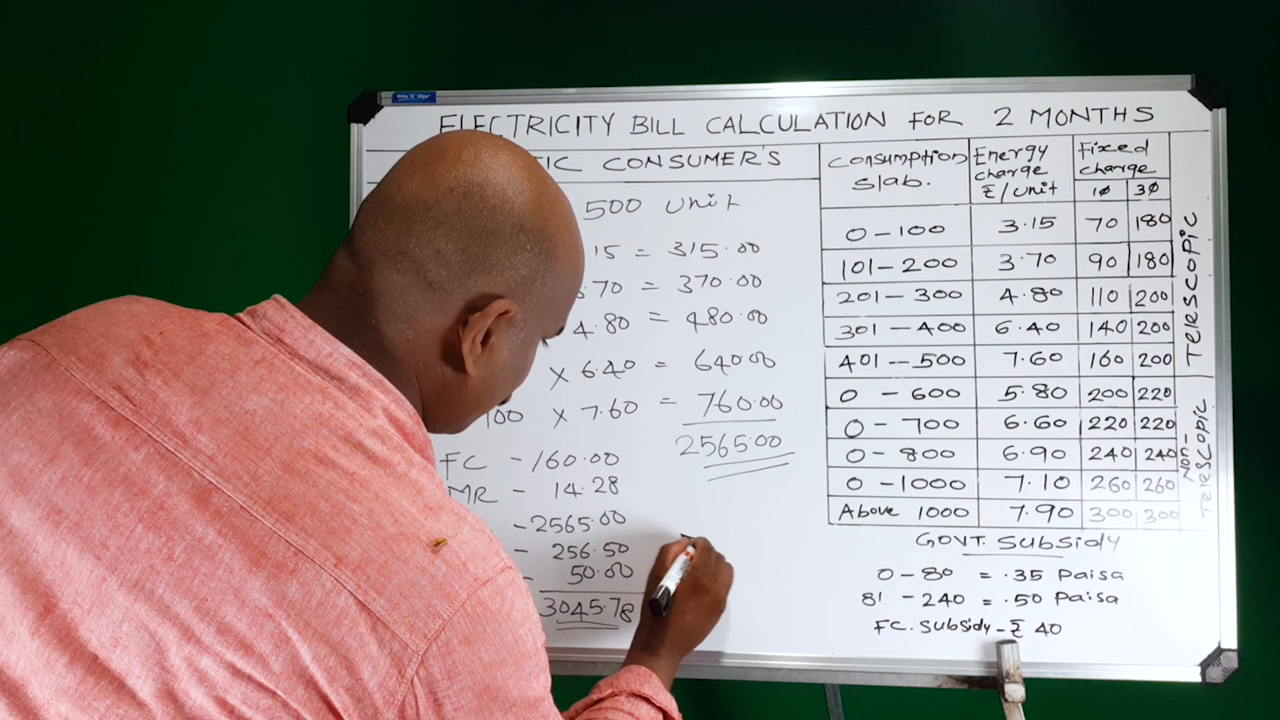 ELECTRICITY BILL CALCULATION FOR 2 MONTHS
TIC CONSUMER'S
500 Unit
15 = 315.00
.70 = 370.00
4.80 = 480.00
X 6.40 = 640.00
100 X 7.60 = 760.00
2565.00
FC - 160.00
MR - 14.28
- 2565.00
- 256.50
- 50.00
3045.78
Consumption Slab.
Energy charge ₹/Unit
Fixed charge
1ø 3ø
0-100 3.15 70 180
101-200 3.70 90 180
201-300 4.80 110 200
301-400 6.40 140 200
401-500 7.60 160 200
0-600 5.80 200 220
0-700 6.60 220 220
0-800 6.90 240 240
0-1000 7.10 260 260
Above 1000 7.90 300 300
Telescopic
Non-Telescopic
GOVT. Subsidy
0-80 = .35 Paisa
81-240 = .50 Paisa
FC. Subsidy - ₹ 40